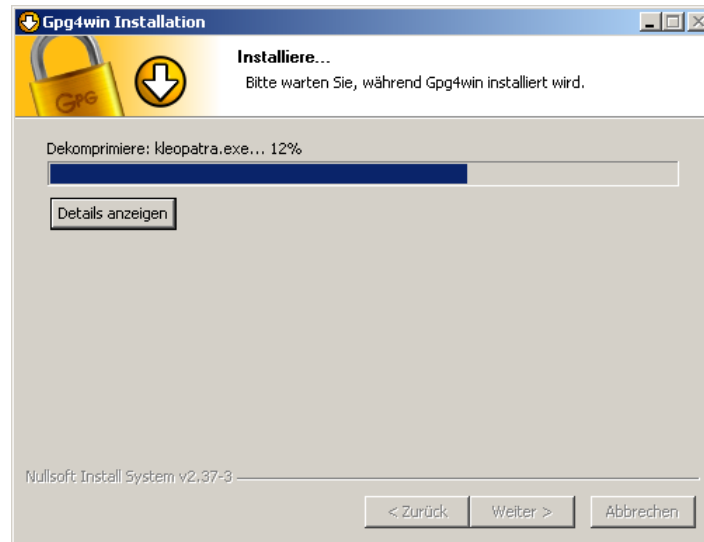 Gpg4win Installation
GPG
Installiere...
Bitte warten Sie, während Gpg4win installiert wird.
Dekomprimiere: kleopatra.exe... 12%
Details anzeigen
Nullsoft Install System v2.37-3
< Zurück
Weiter >
Abbrechen